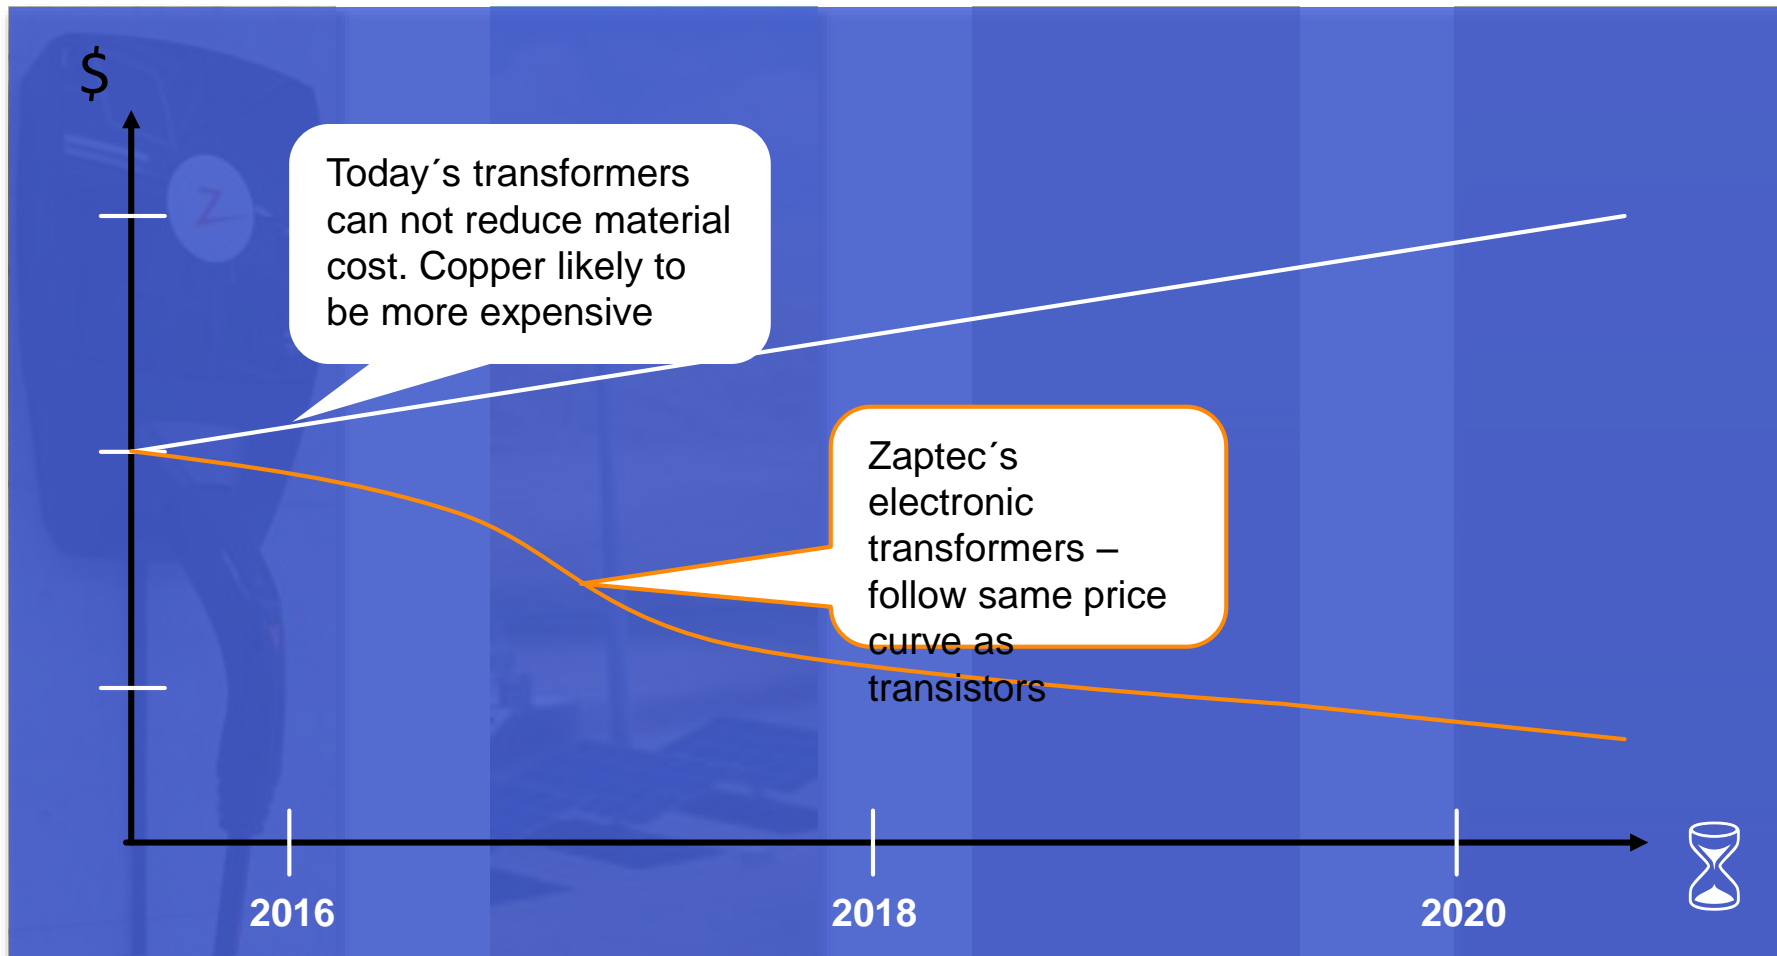 $
Today´s transformers
can not reduce material
cost. Copper likely to
be more expensive
Z
Zaptec´s
electronic
transformers –
follow same price
curve as
transistors
2016
2018
2020